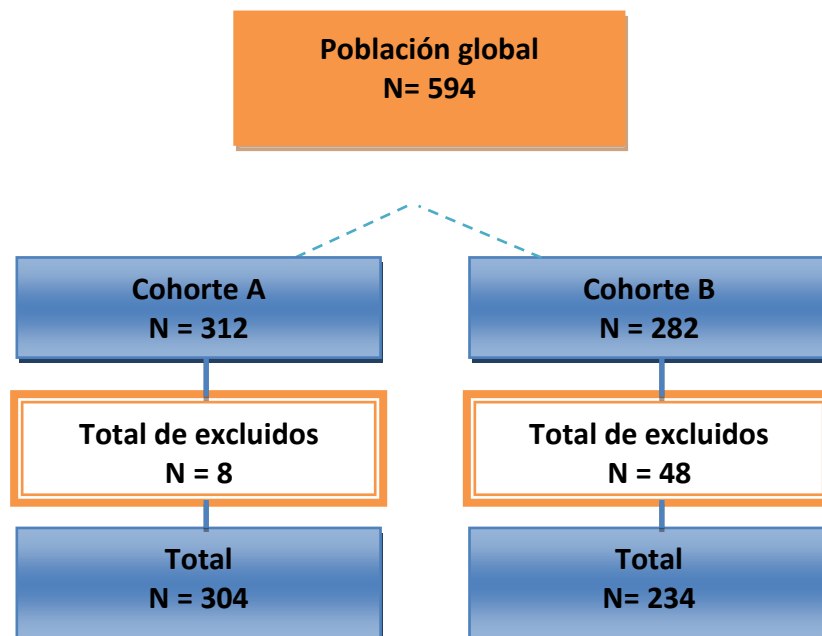 Población global
N= 594
Cohorte A
N = 312
Cohorte B
N = 282
Total de excluidos
N = 8
Total de excluidos
N = 48
Total
N = 304
Total
N= 234